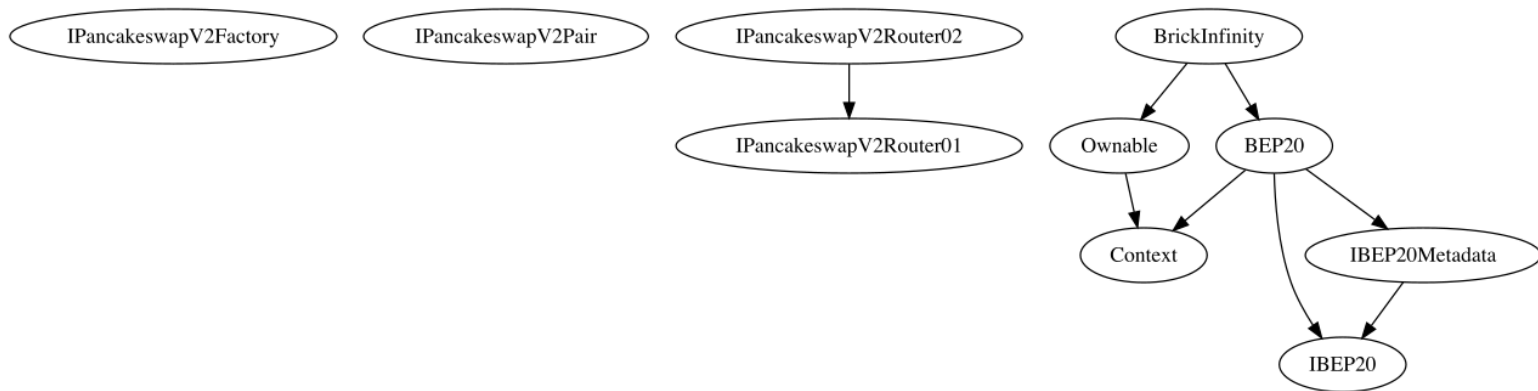 IPancakeswapV2Factory
IPancakeswapV2Pair
IPancakeswapV2Router02
BrickInfinity
IPancakeswapV2Router01
Ownable
BEP20
Context
IBEP20Metadata
IBEP20